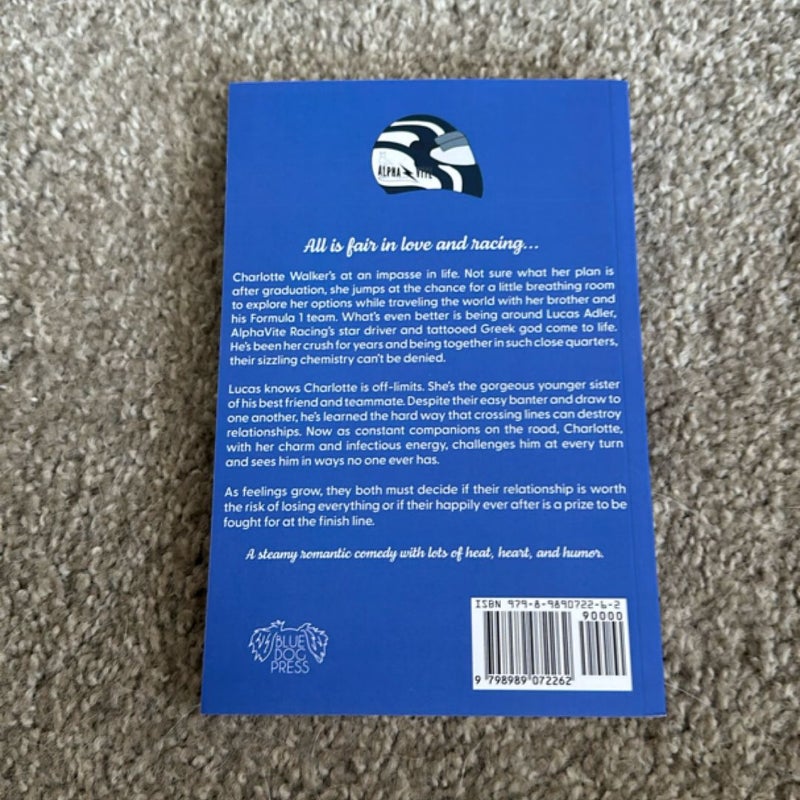 ALPHA VITE
All is fair in love and racing...
Charlotte Walker's at an impasse in life. Not sure what her plan is
after graduation, she jumps at the chance for a little breathing room
to explore her options while traveling the world with her brother and
his Formula 1 team. What's even better is being around Lucas Adler,
AlphaVite Racing's star driver and tattooed Greek god come to life.
He's been her crush for years and being together in such close quarters,
their sizzling chemistry can't be denied.
Lucas knows Charlotte is off-limits. She's the gorgeous younger sister
of his best friend and teammate. Despite their easy banter and draw to
one another, he's learned the hard way that crossing lines can destroy
relationships. Now as constant companions on the road, Charlotte,
with her charm and infectious energy, challenges him at every turn
and sees him in ways no one ever has.
As feelings grow, they both must decide if their relationship is worth
the risk of losing everything or if their happily ever after is a prize to be
fought for at the finish line.
A steamy romantic comedy with lots of heat, heart, and humor.
BLUE
DOG
PRESS
ISBN 979-8-9890722-6-2
90000
9 798989 072262